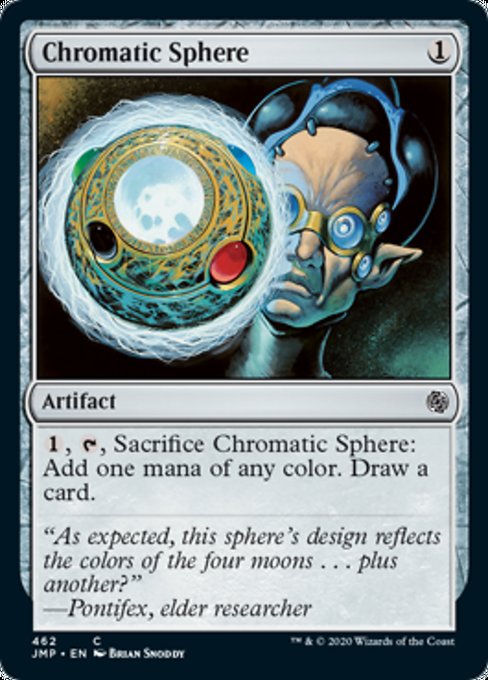 Chromatic Sphere 1
Artifact
1, , Sacrifice Chromatic Sphere:
Add one mana of any color. Draw a
card.
"As expected, this sphere's design reflects
the colors of the four moons . . . plus
another?"
—Pontifex, elder researcher
462 C
JMP • EN Brian Snoddy
™ & © 2020 Wizards of the Coast